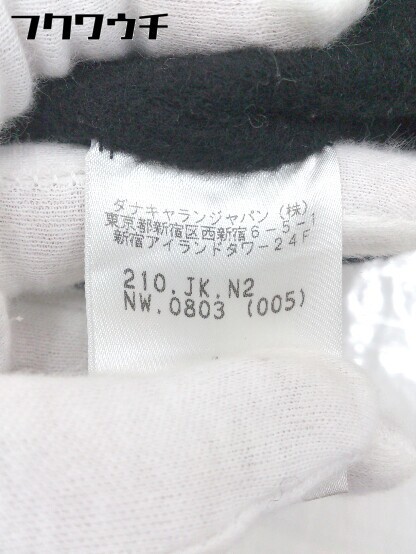 フクワウチ
ダナキャランジャパン(株)
東京都新宿区西新宿6-5-1
新宿アイランドタワー24F
210.JK.N2
NW.0803 (005)